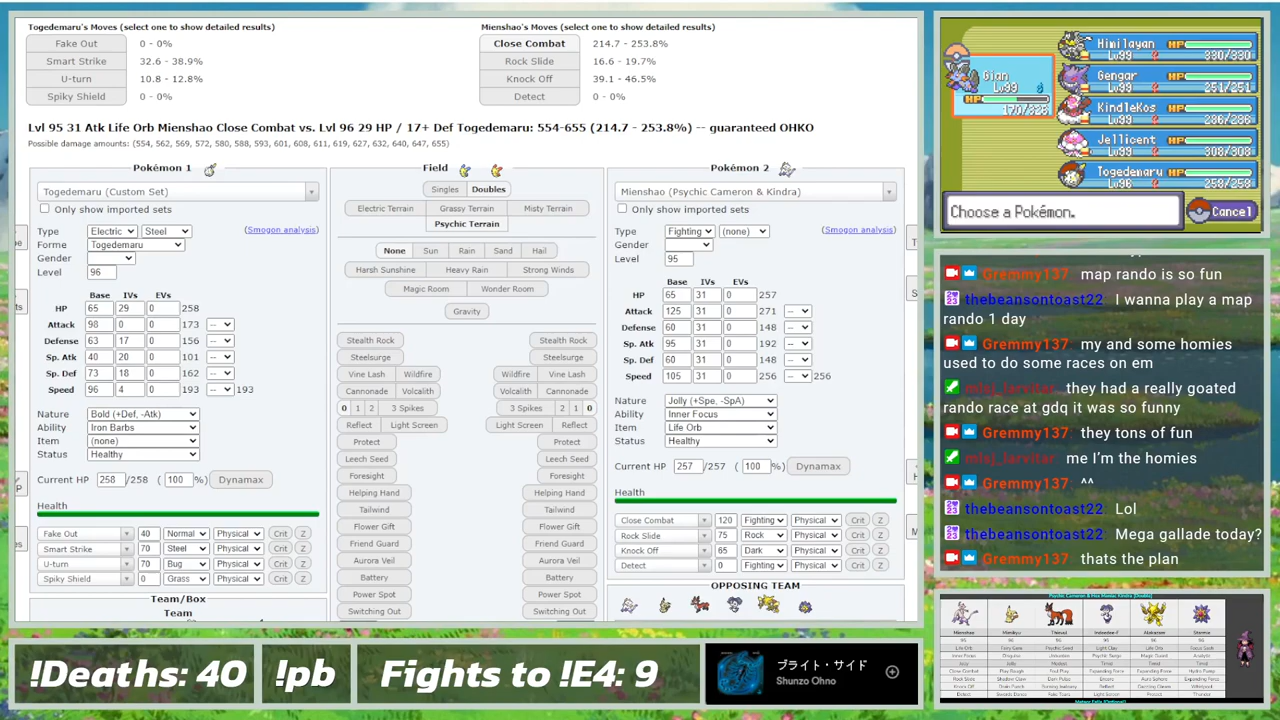 Togedemaru's Moves (select one to show detailed results)
Fake Out 0 - 0%
Smart Strike 32.6 - 38.9%
U-turn 10.8 - 12.8%
Spiky Shield 0 - 0%
Mienshao's Moves (select one to show detailed results)
Close Combat 214.7 - 253.8%
Rock Slide 16.6 - 19.7%
Knock Off 39.1 - 46.5%
Detect 0 - 0%
Lvl 95 31 Atk Life Orb Mienshao Close Combat vs. Lvl 96 29 HP / 17+ Def Togedemaru: 554-655 (214.7 - 253.8%) -- guaranteed OHKO
Possible damage amounts: (554, 562, 569, 572, 580, 588, 593, 601, 608, 611, 619, 627, 632, 640, 647, 655)
Pokémon 1
Togedemaru (Custom Set)
Only show imported sets
Type Electric Steel (Smogon analysis)
Forme Togedemaru
Gender
Level 96
Base IVs EVs
HP 65 29 0 258
Attack 98 0 0 173 --
Defense 63 17 0 156 --
Sp. Atk 40 20 0 101 --
Sp. Def 73 18 0 162 --
Speed 96 4 0 193 -- 193
Nature Bold (+Def, -Atk)
Ability Iron Barbs
Item (none)
Status Healthy
Current HP 258 /258 ( 100 %) Dynamax
Health
Fake Out 40 Normal Physical Crit Z
Smart Strike 70 Steel Physical Crit Z
U-turn 70 Bug Physical Crit Z
Spiky Shield 0 Grass Physical Crit Z
Team/Box
Team
Field
Singles Doubles
Electric Terrain Grassy Terrain Misty Terrain
Psychic Terrain
None Sun Rain Sand Hail
Harsh Sunshine Heavy Rain Strong Winds
Magic Room Wonder Room
Gravity
Stealth Rock Stealth Rock
Steelsurge Steelsurge
Vine Lash Wildfire Wildfire Vine Lash
Cannonade Volcalith Volcalith Cannonade
0 1 2 3 Spikes 3 Spikes 2 1 0
Reflect Light Screen Light Screen Reflect
Protect Protect
Leech Seed Leech Seed
Foresight Foresight
Helping Hand Helping Hand
Tailwind Tailwind
Flower Gift Flower Gift
Friend Guard Friend Guard
Aurora Veil Aurora Veil
Battery Battery
Power Spot Power Spot
Switching Out Switching Out
Pokémon 2
Mienshao (Psychic Cameron & Kindra)
Only show imported sets
Type Fighting (none) (Smogon analysis)
Gender
Level 95
Base IVs EVs
HP 65 31 0 257
Attack 125 31 0 271 --
Defense 60 31 0 148 --
Sp. Atk 95 31 0 192 --
Sp. Def 60 31 0 148 --
Speed 105 31 0 256 -- 256
Nature Jolly (+Spe, -SpA)
Ability Inner Focus
Item Life Orb
Status Healthy
Current HP 257 /257 ( 100 %) Dynamax
Health
Close Combat 120 Fighting Physical Crit Z
Rock Slide 75 Rock Physical Crit Z
Knock Off 65 Dark Physical Crit Z
Detect 0 Fighting Physical Crit Z
OPPOSING TEAM
Gian
Lv99
HP
170/326
Himilayan HP
Lv99 330/330
Gengar HP
Lv99 251/251
KindleKos HP
Lv99 286/286
Jellicent HP
Lv99 308/308
Togedemaru HP
Lv96 258/258
Choose a Pokémon.
Cancel
Gremmy137: map rando is so fun
thebeansontoast22: I wanna play a map
rando 1 day
Gremmy137: my and some homies
used to do some races on em
mlsj_larvitar: they had a really goated
rando race at gdq it was so funny
Gremmy137: they tons of fun
mlsj_larvitar: me I'm the homies
Gremmy137: ^^
thebeansontoast22: Lol
thebeansontoast22: Mega gallade today?
Gremmy137: thats the plan
Psychic Cameron & Hex Maniac Kindra [Double]
Mienshao Mimikyu Thievul Indeedee-F Alakazam Starmie
ブライト・サイド
Shunzo Ohno